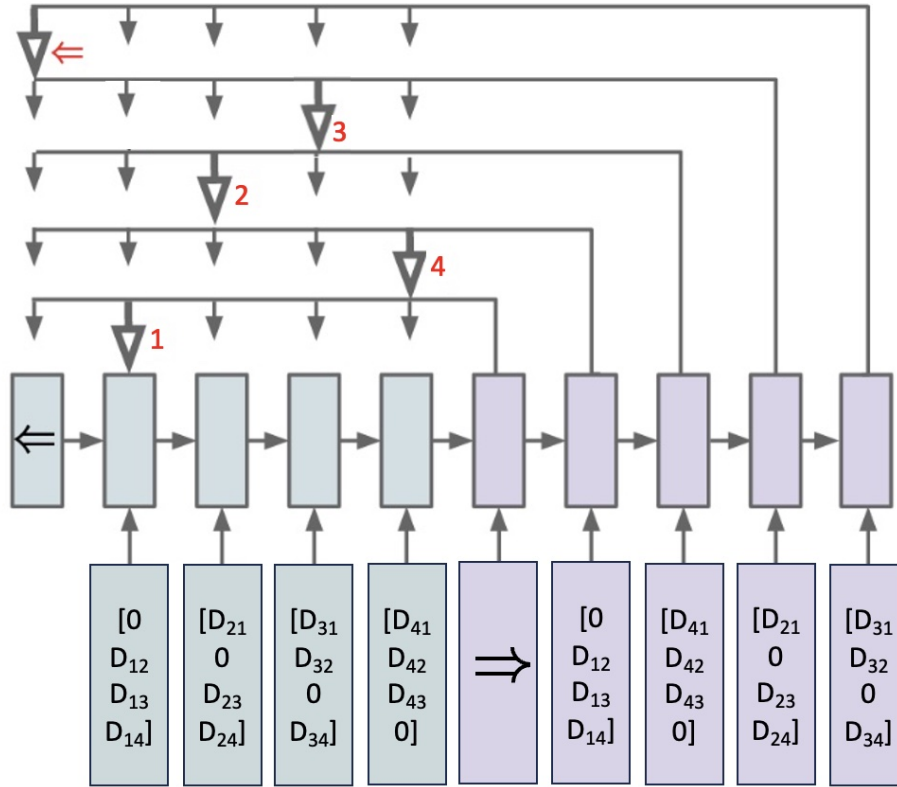 ⇐
3
2
4
1
⇐
[0
D₁₂
D₁₃
D₁₄]
[D₂₁
0
D₂₃
D₂₄]
[D₃₁
D₃₂
0
D₃₄]
[D₄₁
D₄₂
D₄₃
0]
⇒
[0
D₁₂
D₁₃
D₁₄]
[D₄₁
D₄₂
D₄₃
0]
[D₂₁
0
D₂₃
D₂₄]
[D₃₁
D₃₂
0
D₃₄]